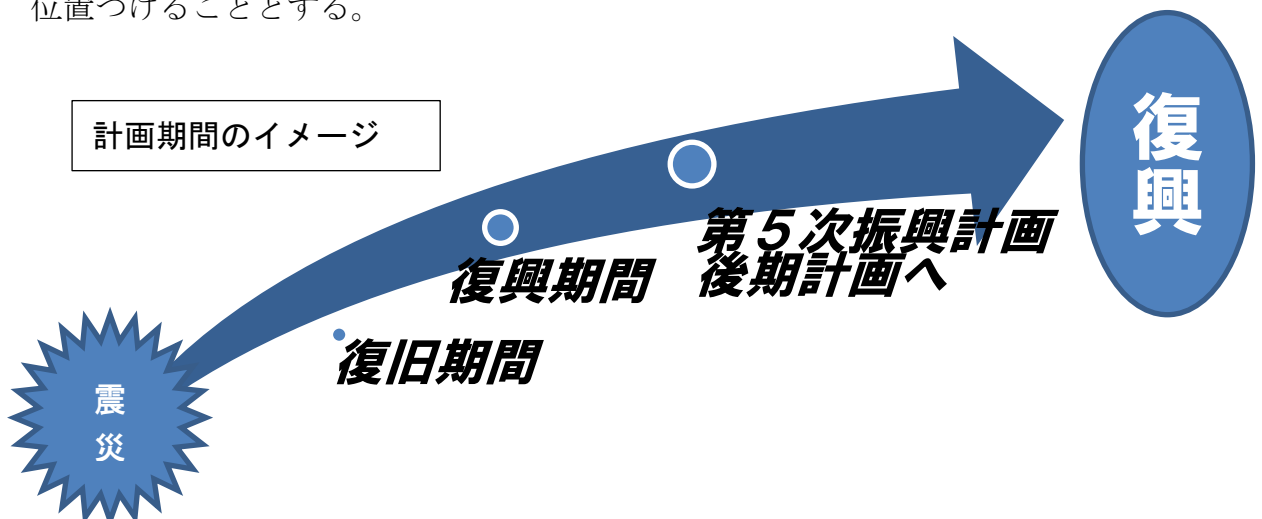 位置づけることとする。
計画期間のイメージ
復興
第５次振興計画
後期計画へ
復興期間
復旧期間
震
災